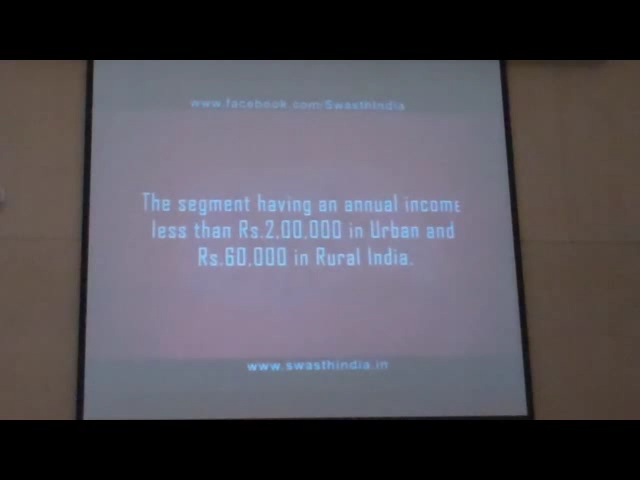 www.facebook.com/SwasthIndia
The segment having an annual income
less than Rs.2,00,000 in Urban and
Rs.60,000 in Rural India.
www.swasthindia.in